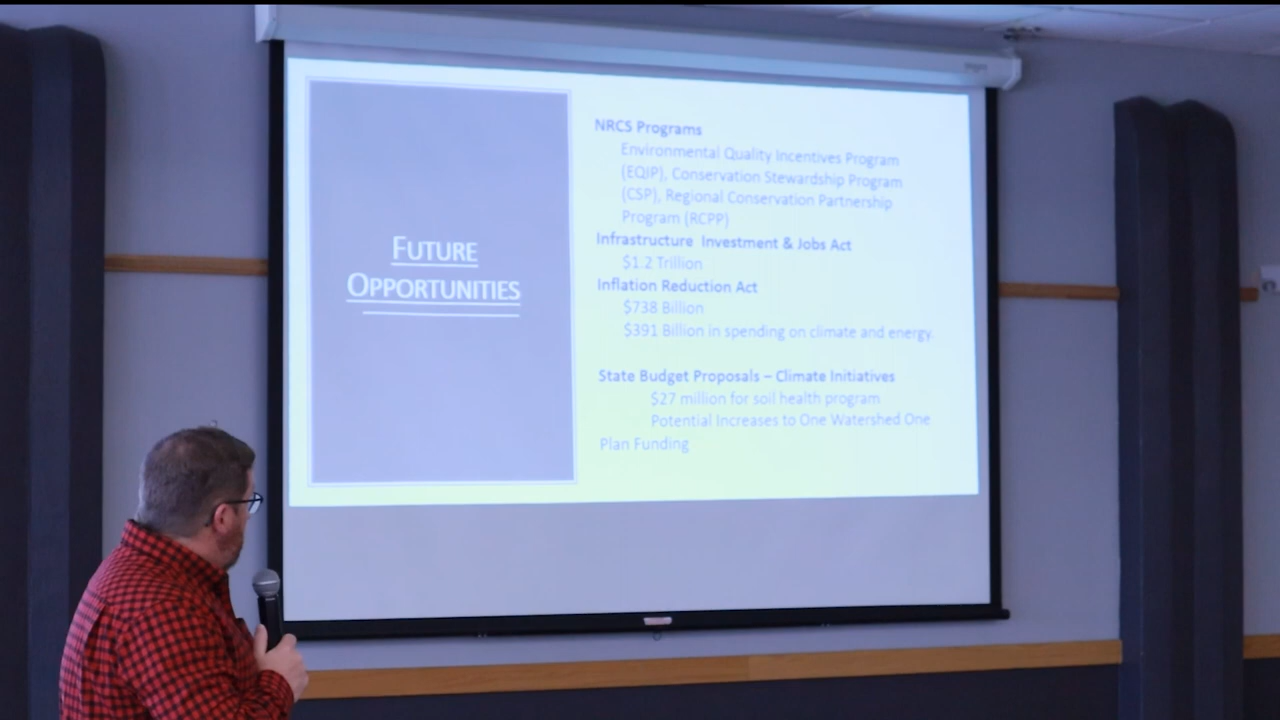 FUTURE
OPPORTUNITIES
NRCS Programs
Environmental Quality Incentives Program
(EQIP), Conservation Stewardship Program
(CSP), Regional Conservation Partnership
Program (RCPP)
Infrastructure Investment & Jobs Act
$1.2 Trillion
Inflation Reduction Act
$738 Billion
$391 Billion in spending on climate and energy.
State Budget Proposals – Climate Initiatives
$27 million for soil health program
Potential Increases to One Watershed One
Plan Funding